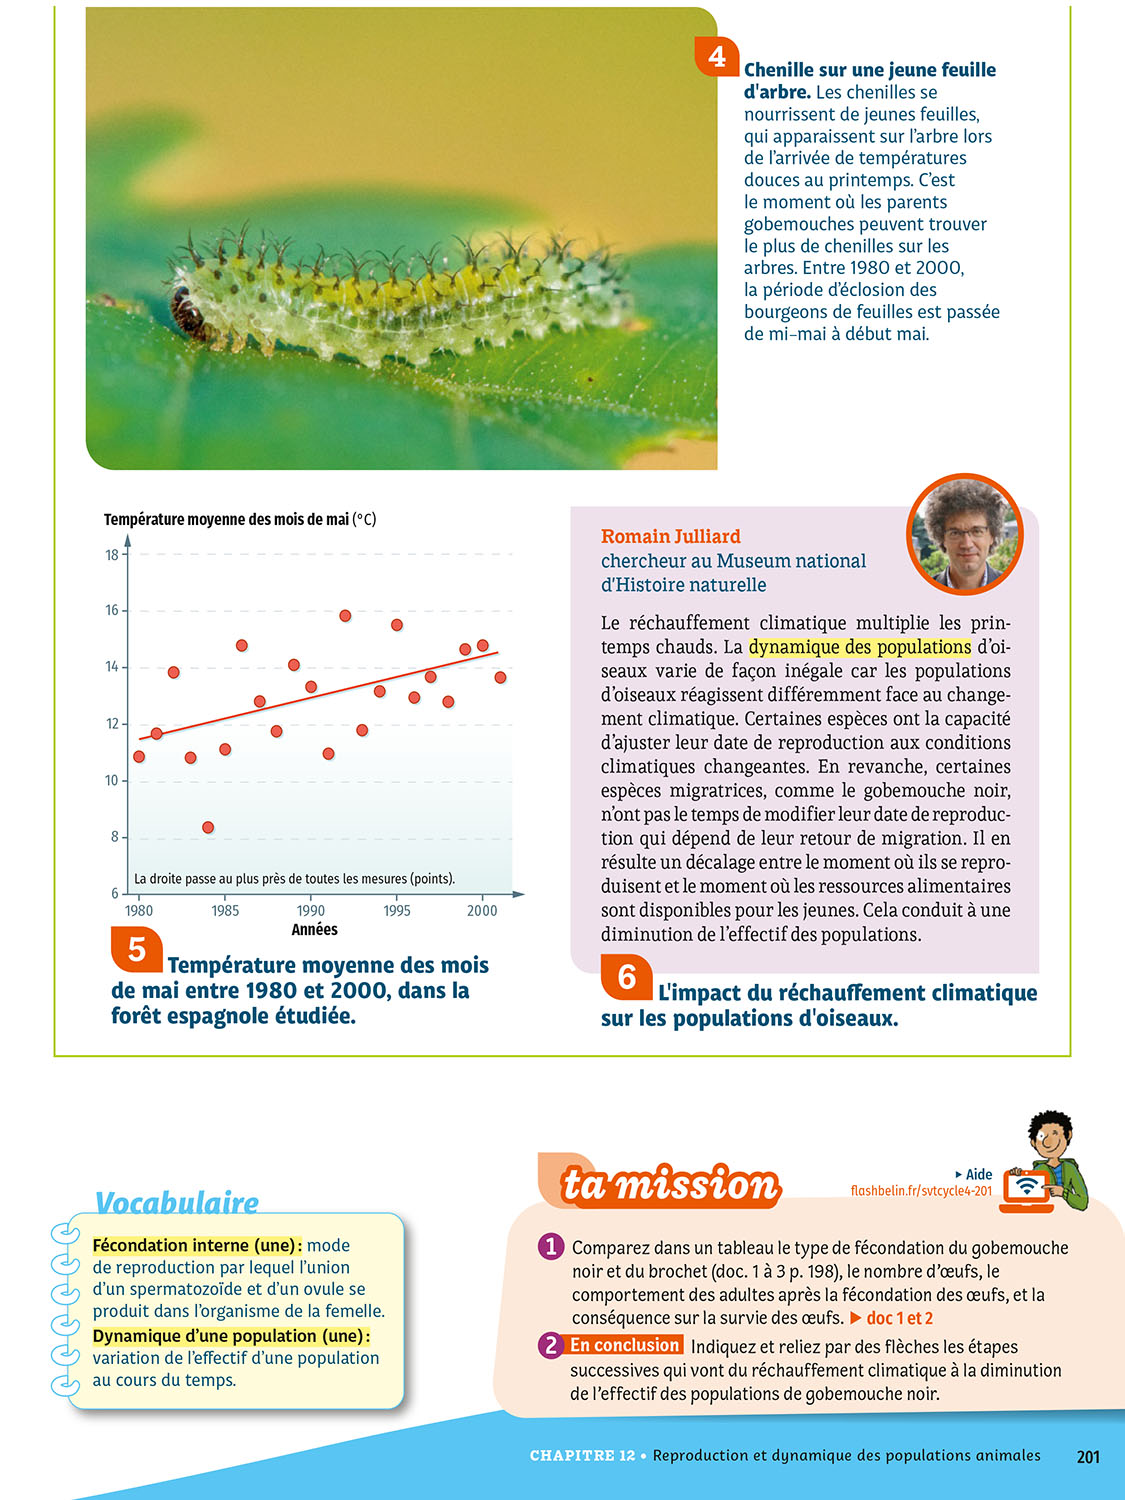 4
Chenille sur une jeune feuille
d'arbre. Les chenilles se
nourrissent de jeunes feuilles,
qui apparaissent sur l'arbre lors
de l'arrivée de températures
douces au printemps. C'est
le moment où les parents
gobemouches peuvent trouver
le plus de chenilles sur les
arbres. Entre 1980 et 2000,
la période d'éclosion des
bourgeons de feuilles est passée
de mi-mai à début mai.
Température moyenne des mois de mai (°C)
18
16
14
12
10
8
6
La droite passe au plus près de toutes les mesures (points).
1980 1985 1990 1995 2000
Années
5
Température moyenne des mois
de mai entre 1980 et 2000, dans la
forêt espagnole étudiée.
Romain Julliard
chercheur au Museum national
d'Histoire naturelle
Le réchauffement climatique multiplie les prin-
temps chauds. La dynamique des populations d'oi-
seaux varie de façon inégale car les populations
d'oiseaux réagissent différemment face au change-
ment climatique. Certaines espèces ont la capacité
d'ajuster leur date de reproduction aux conditions
climatiques changeantes. En revanche, certaines
espèces migratrices, comme le gobemouche noir,
n'ont pas le temps de modifier leur date de reproduc-
tion qui dépend de leur retour de migration. Il en
résulte un décalage entre le moment où ils se repro-
duisent et le moment où les ressources alimentaires
sont disponibles pour les jeunes. Cela conduit à une
diminution de l'effectif des populations.
6
L'impact du réchauffement climatique
sur les populations d'oiseaux.
Vocabulaire
Fécondation interne (une) : mode
de reproduction par lequel l'union
d'un spermatozoïde et d'un ovule se
produit dans l'organisme de la femelle.
Dynamique d'une population (une) :
variation de l'effectif d'une population
au cours du temps.
ta mission
▸ Aide
flashbelin.fr/svtcycle4-201
1 Comparez dans un tableau le type de fécondation du gobemouche
noir et du brochet (doc. 1 à 3 p. 198), le nombre d'œufs, le
comportement des adultes après la fécondation des œufs, et la
conséquence sur la survie des œufs. ▶ doc 1 et 2
2 En conclusion Indiquez et reliez par des flèches les étapes
successives qui vont du réchauffement climatique à la diminution
de l'effectif des populations de gobemouche noir.
CHAPITRE 12 • Reproduction et dynamique des populations animales 201